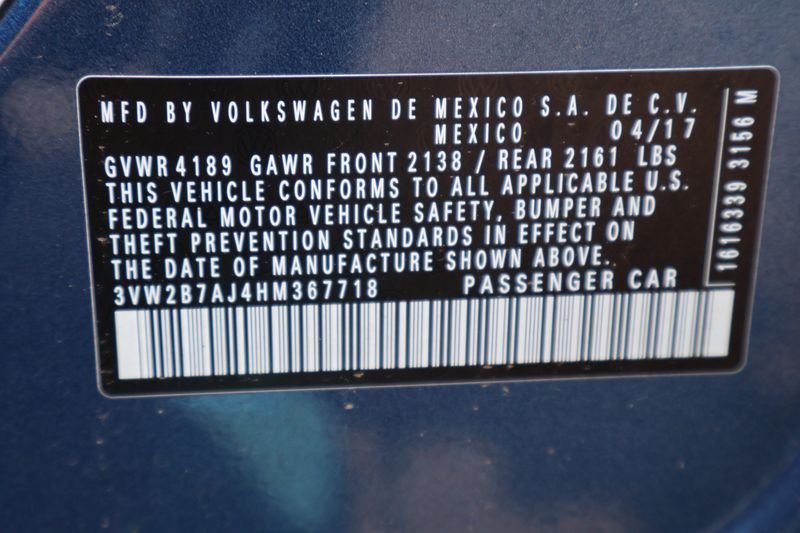 MFD BY VOLKSWAGEN DE MEXICO S.A. DE C.V.
MEXICO 04/17
GVWR 4189 GAWR FRONT 2138 / REAR 2161 LBS
THIS VEHICLE CONFORMS TO ALL APPLICABLE U.S.
FEDERAL MOTOR VEHICLE SAFETY, BUMPER AND
THEFT PREVENTION STANDARDS IN EFFECT ON
THE DATE OF MANUFACTURE SHOWN ABOVE.
3VW2B7AJ4HM367718 PASSENGER CAR
1616339 3156 M